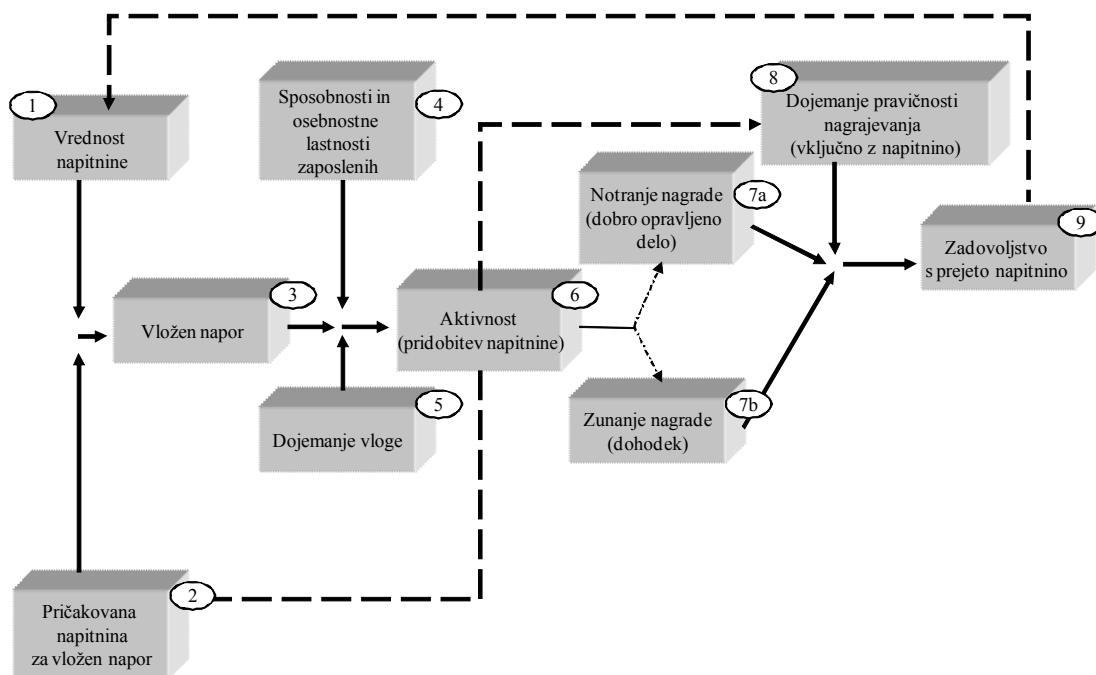 1
Vrednost
napitnine
Sposobnosti in
osebnostne
lastnosti
zaposlenih
4
8
Dojemanje pravičnosti
nagrajevanja
(vključno z napitnino)
Notranje nagrade
(dobro opravljeno
delo)
7a
9
Zadovoljstvo
s prejeto napitnino
3
Vložen napor
6
Aktivnost
(pridobitev napitnine)
5
Dojemanje vloge
7b
Zunanje nagrade
(dohodek)
2
Pričakovana
napitnina
za vložen napor